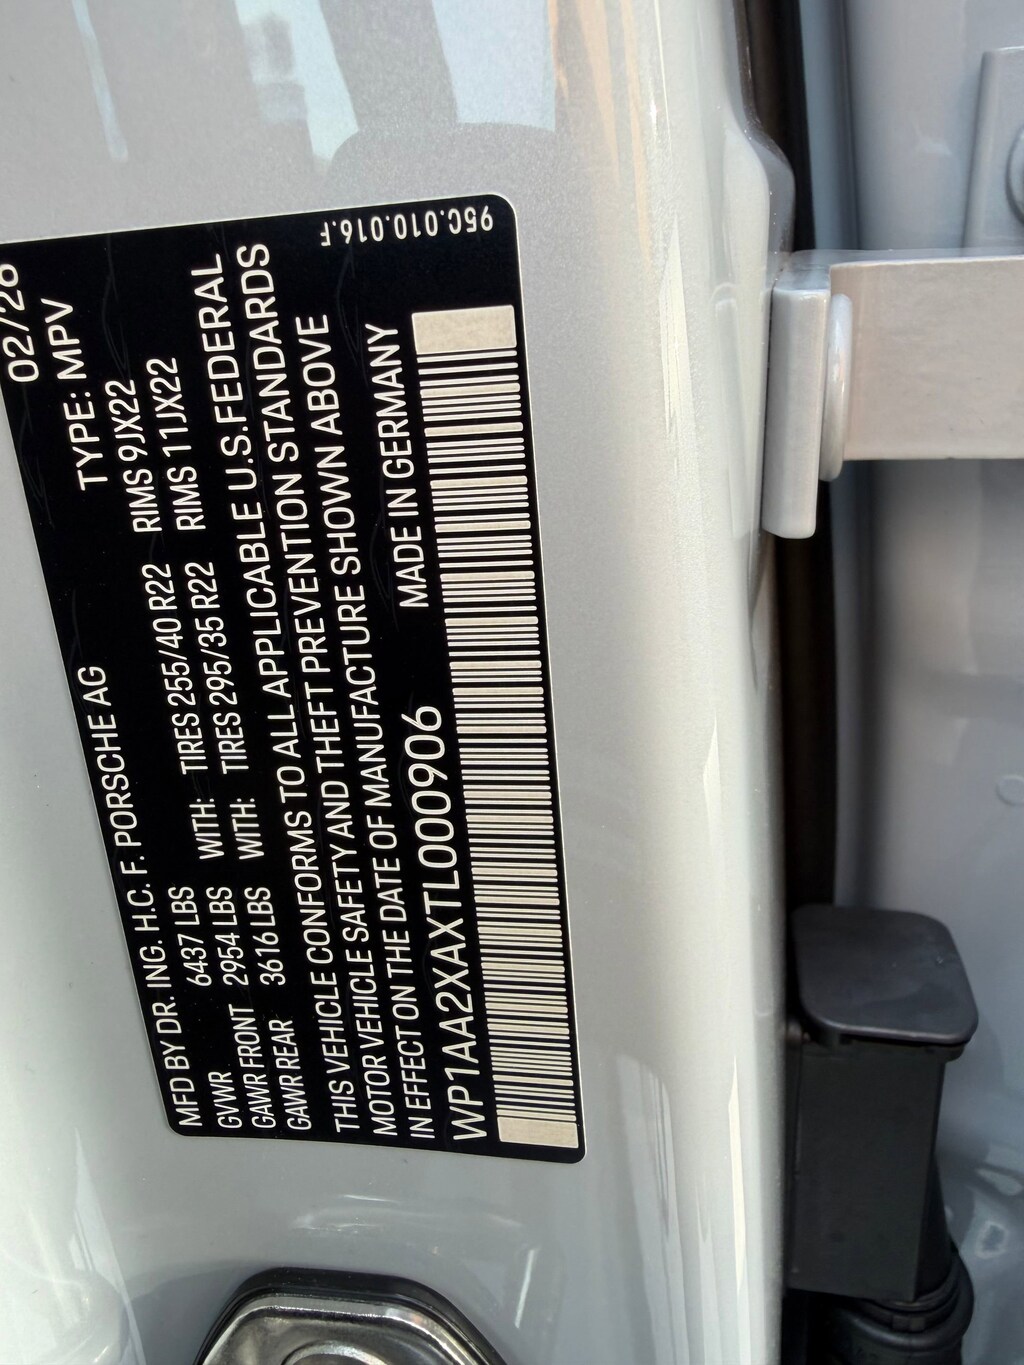 MFD BY DR. ING. H.C. F. PORSCHE AG 02/26
GVWR 6437 LBS TYPE: MPV
GAWR FRONT 2954 LBS WITH: TIRES 255/40 R22 RIMS 9JX22
GAWR REAR 3616 LBS WITH: TIRES 295/35 R22 RIMS 11JX22
THIS VEHICLE CONFORMS TO ALL APPLICABLE U.S.FEDERAL
MOTOR VEHICLE SAFETY AND THEFT PREVENTION STANDARDS
IN EFFECT ON THE DATE OF MANUFACTURE SHOWN ABOVE
WP1AA2XAXTL000906 MADE IN GERMANY
95C.010.016.F